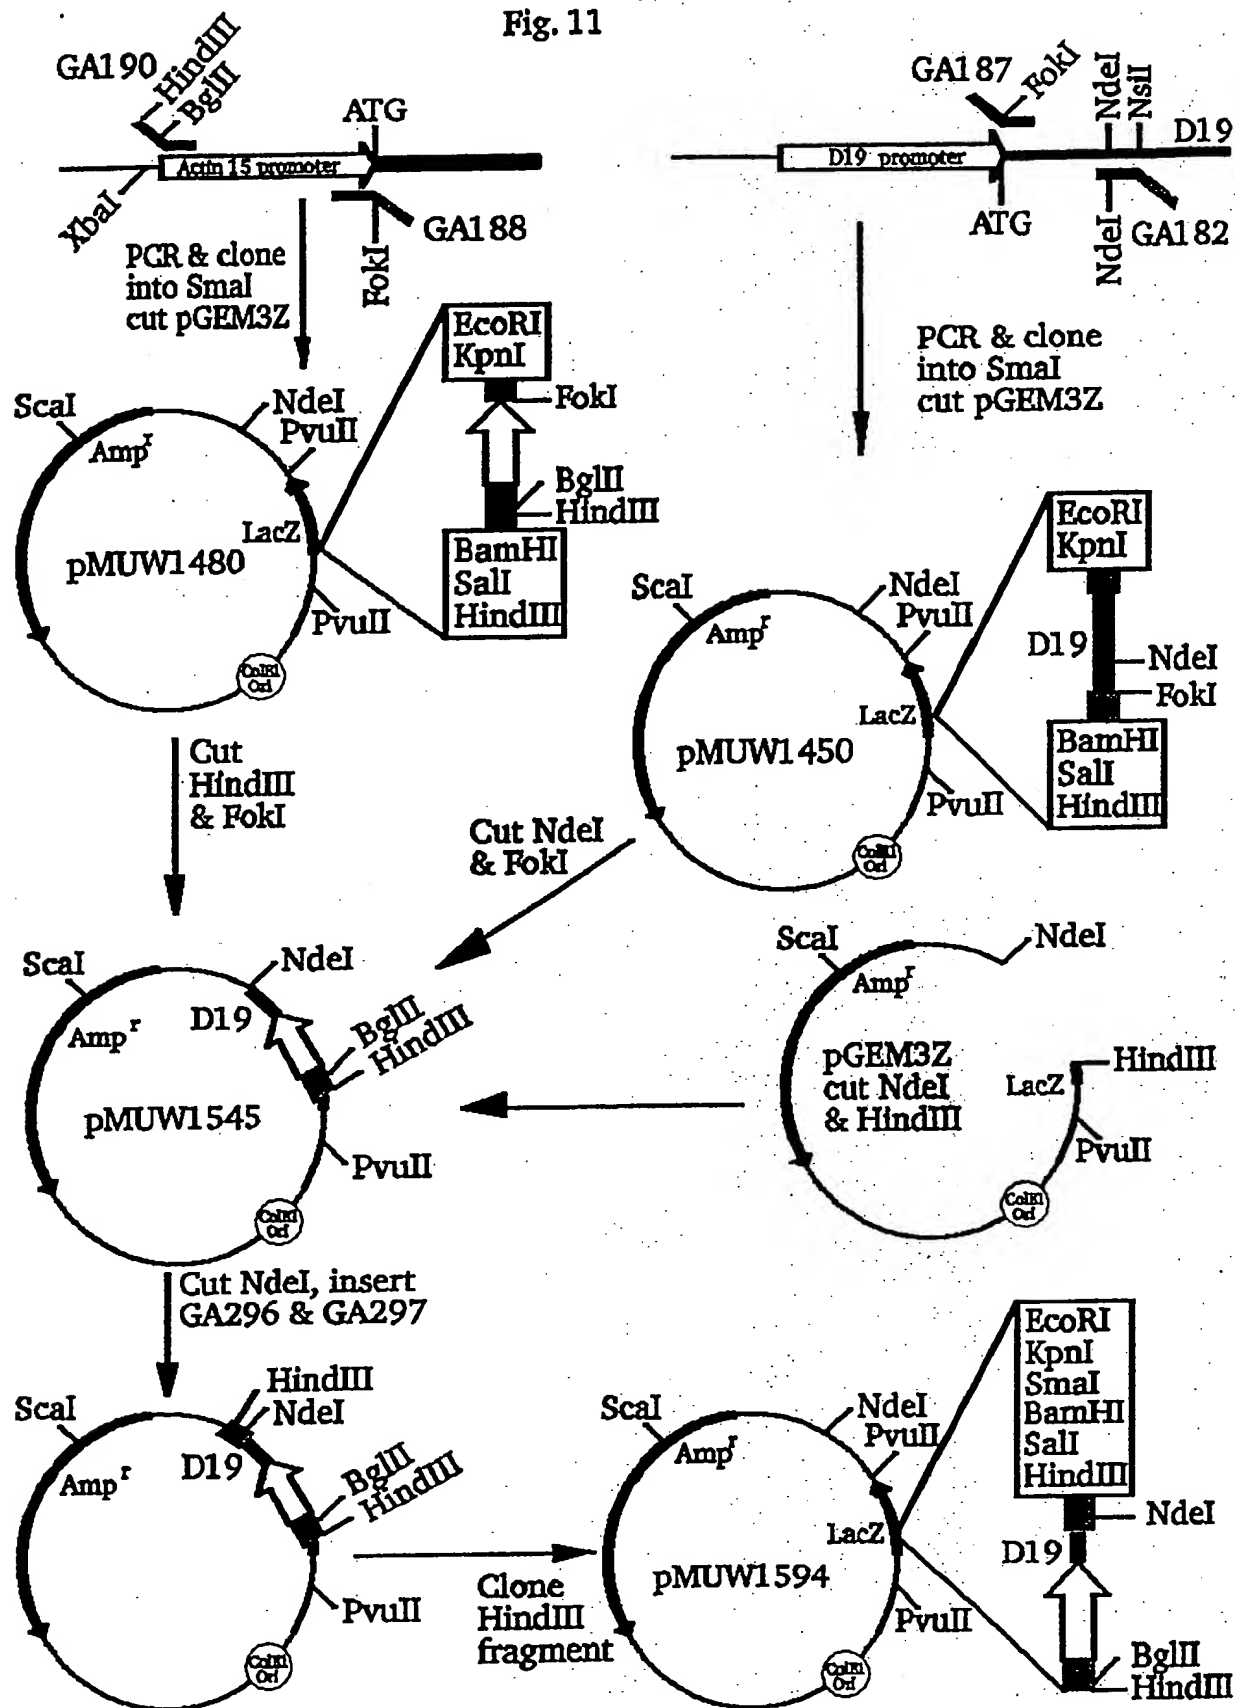 Fig. 11
GA190
HindIII
BglII
ATG
Actin 15 promoter
XbaI
GA188
FokI
PCR & clone
into SmaI
cut pGEM3Z
GA187
FokI
NdeI
NsiI
D19
D19 promoter
ATG
NdeI
GA182
PCR & clone
into SmaI
cut pGEM3Z
ScaI
Amp r
NdeI
PvuII
LacZ
pMUW1480
PvuII
ColE1
Ori
EcoRI
KpnI
FokI
BglII
HindIII
BamHI
SalI
HindIII
Cut
HindIII
& FokI
ScaI
Amp r
NdeI
PvuII
LacZ
pMUW1450
PvuII
ColE1
Ori
EcoRI
KpnI
D19
NdeI
FokI
BamHI
SalI
HindIII
Cut NdeI
& FokI
ScaI
Amp r
NdeI
D19
BglII
HindIII
pMUW1545
PvuII
ColE1
Ori
ScaI
Amp r
NdeI
pGEM3Z
cut NdeI
& HindIII
LacZ
HindIII
PvuII
ColE1
Ori
Cut NdeI, insert
GA296 & GA297
ScaI
Amp r
HindIII
NdeI
D19
BglII
HindIII
PvuII
ColE1
Ori
Clone
HindIII
fragment
ScaI
Amp r
NdeI
PvuII
LacZ
pMUW1594
PvuII
ColE1
Ori
EcoRI
KpnI
SmaI
BamHI
SalI
HindIII
NdeI
D19
BglII
HindIII